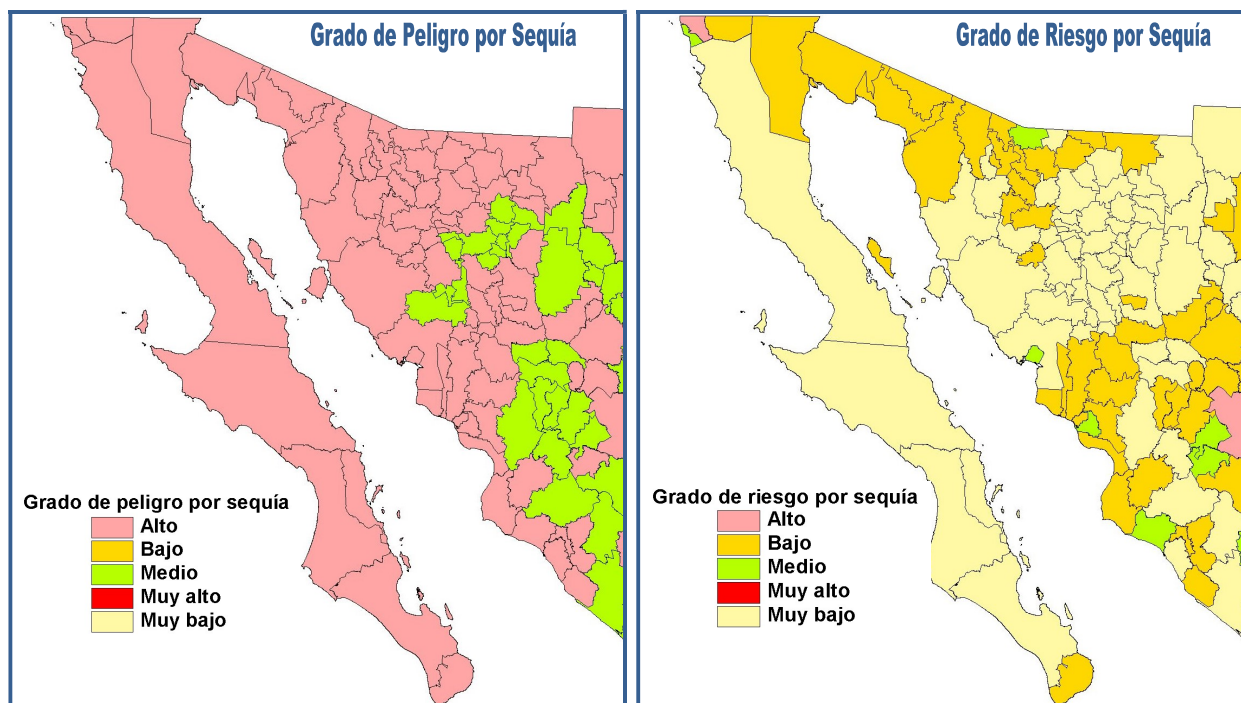 Grado de Peligro por Sequía
Grado de peligro por sequía
Alto
Bajo
Medio
Muy alto
Muy bajo
Grado de Riesgo por Sequía
Grado de riesgo por sequía
Alto
Bajo
Medio
Muy alto
Muy bajo